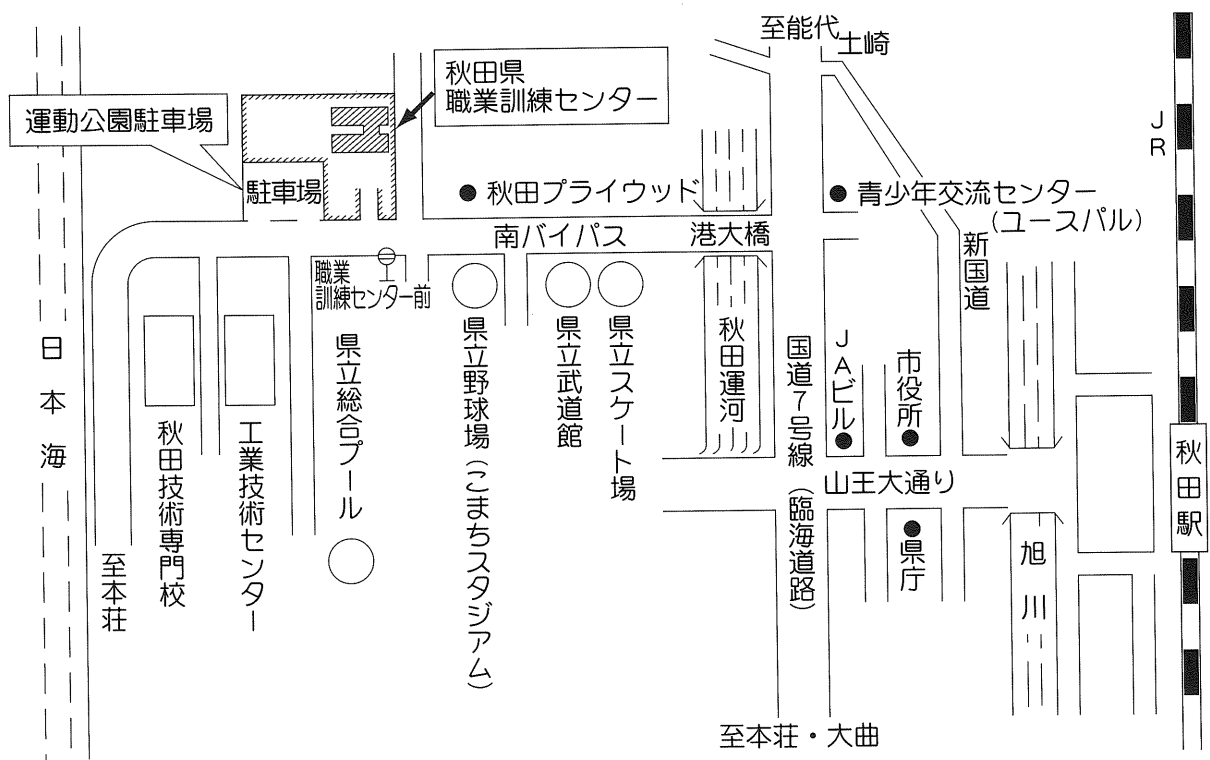 至能代
土崎
秋田県
職業訓練センター
運動公園駐車場
JR
駐車場
秋田プライウッド
青少年交流センター
(ユースパル)
南バイパス
港大橋
新国道
職業
訓練センター前
日本海
秋田技術専門校
工業技術センター
県立総合プール
県立野球場(こまちスタジアム)
県立武道館
県立スケート場
秋田運河
国道7号線(臨海道路)
JAビル
市役所
山王大通り
秋田駅
県庁
旭川
至本荘
至本荘・大曲